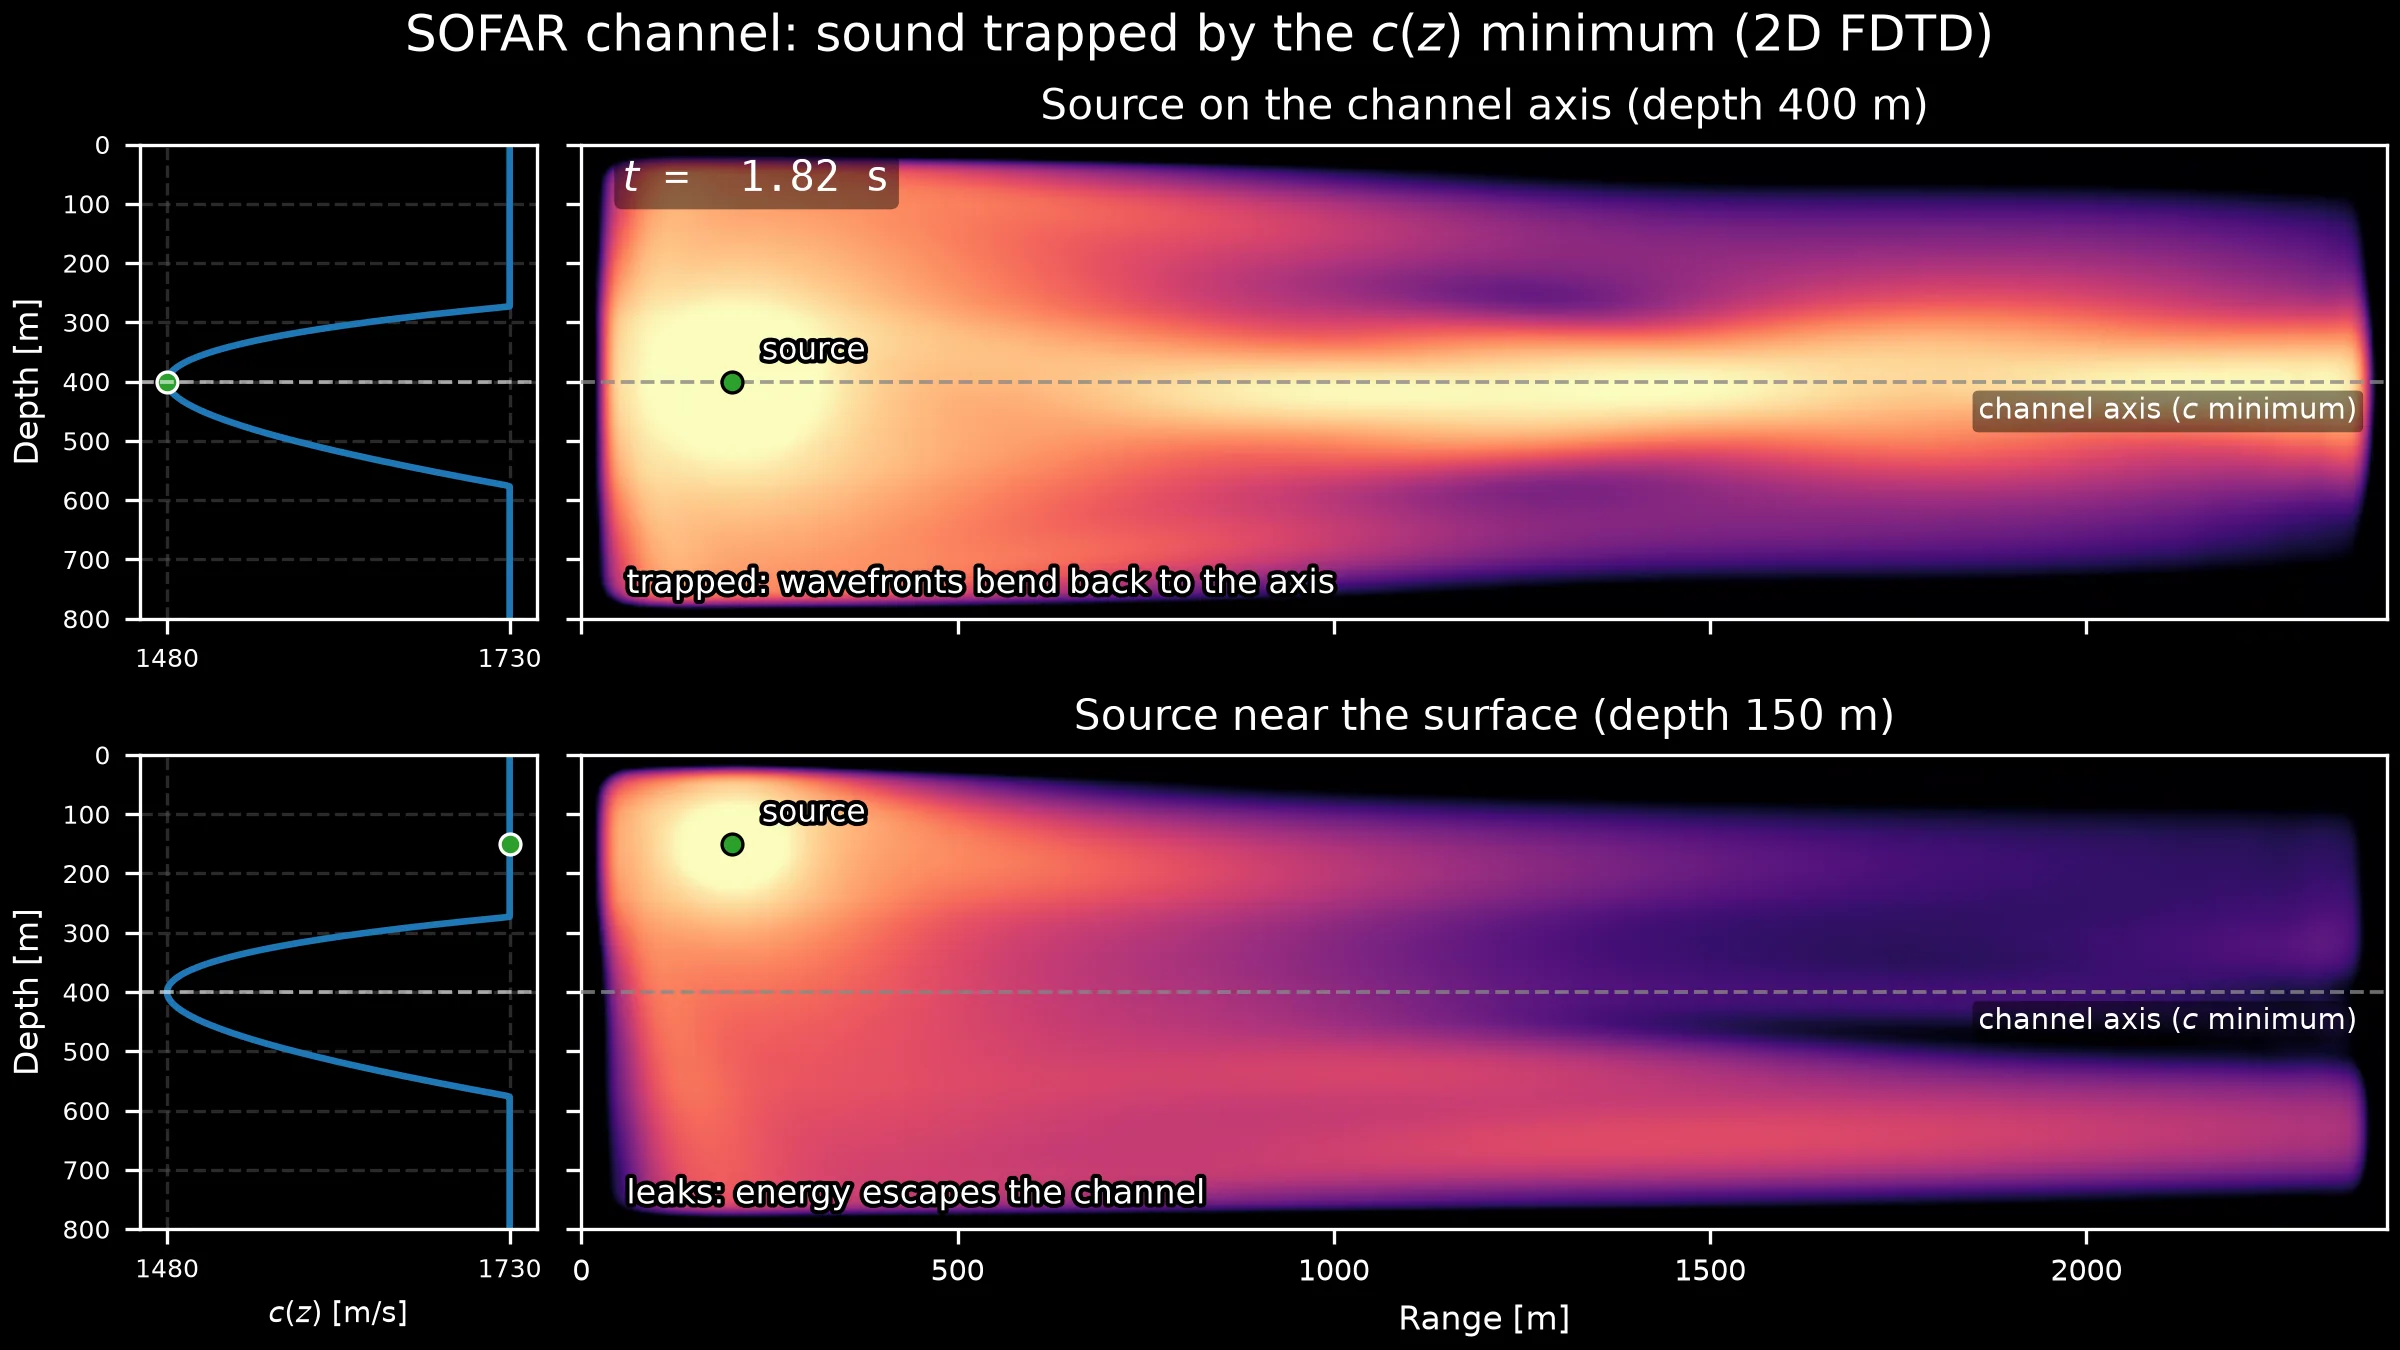 SOFAR channel: sound trapped by the c(z) minimum (2D FDTD)
Source on the channel axis (depth 400 m)
0
100
200
300
400
500
600
700
800
Depth [m]
1480
1730
t = 1.82 s
source
channel axis (c minimum)
trapped: wavefronts bend back to the axis
Source near the surface (depth 150 m)
0
100
200
300
400
500
600
700
800
Depth [m]
1480
1730
c(z) [m/s]
source
channel axis (c minimum)
leaks: energy escapes the channel
0
500
1000
1500
2000
Range [m]